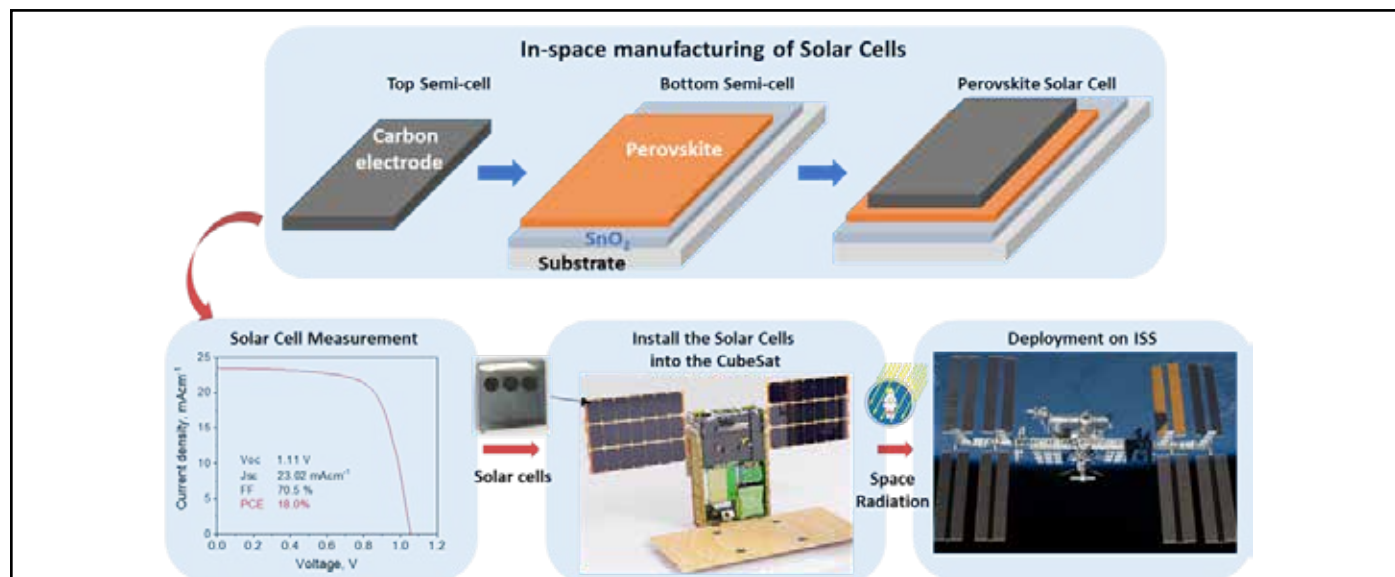 In-space manufacturing of Solar Cells
Top Semi-cell
Bottom Semi-cell
Perovskite Solar Cell
Carbon
electrode
Perovskite
SnO₂
Substrate
Solar Cell Measurement
25
20
15
10
5
0
Current density, mAcm⁻²
Voc 1.11 V
Jsc 23.02 mAcm⁻²
FF 70.5 %
PCE 18.0%
0.0 0.2 0.4 0.6 0.8 1.0 1.2
Voltage, V
Solar cells
Install the Solar Cells
into the CubeSat
Space
Radiation
Deployment on ISS